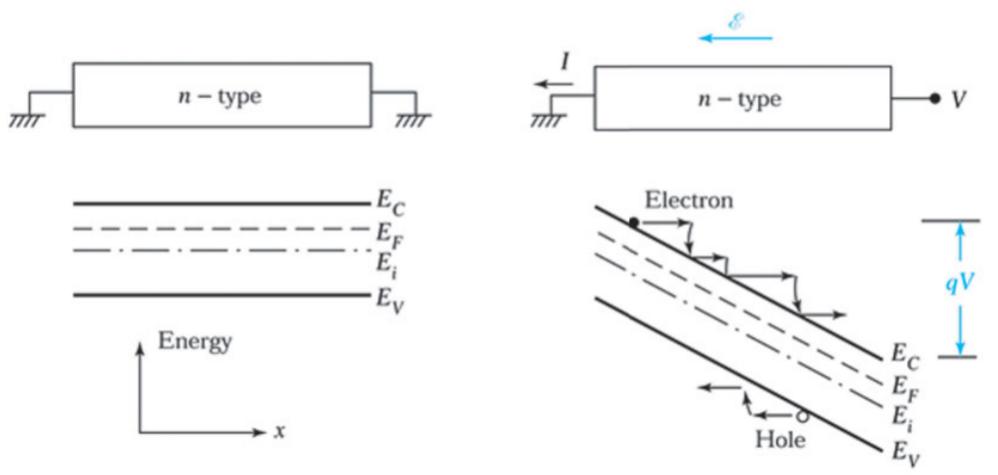 n – type
E_C
E_F
E_i
E_V
Energy
x
ℰ
I
n – type
V
Electron
qV
E_C
E_F
E_i
E_V
Hole